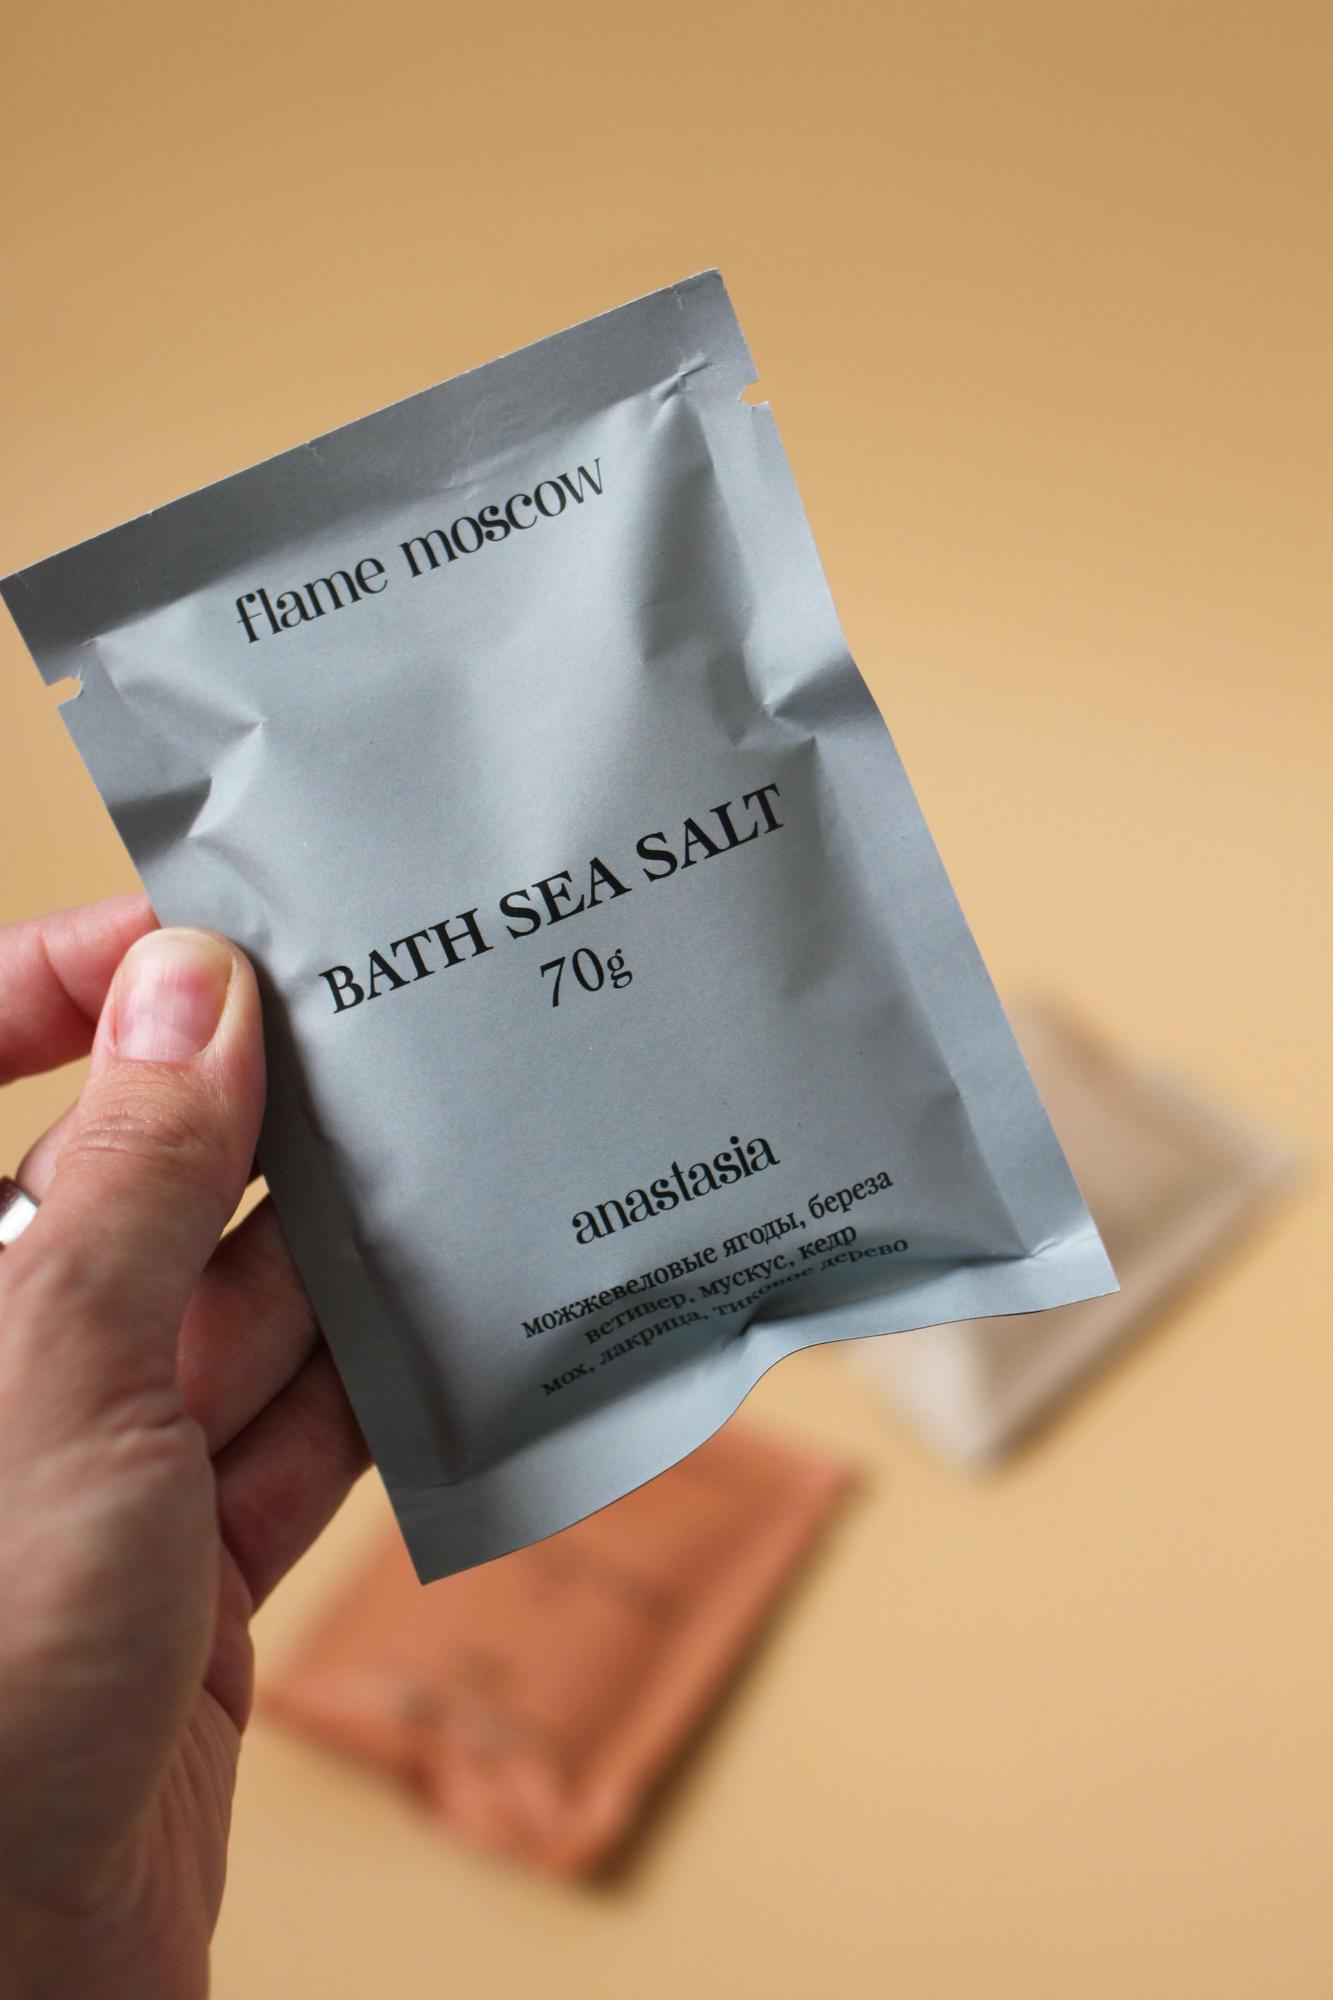 flame moscow
BATH SEA SALT
70g
anastasia
можжевеловые ягоды, береза
ветивер, мускус, кедр
мох, лакрица, тиковое дерево